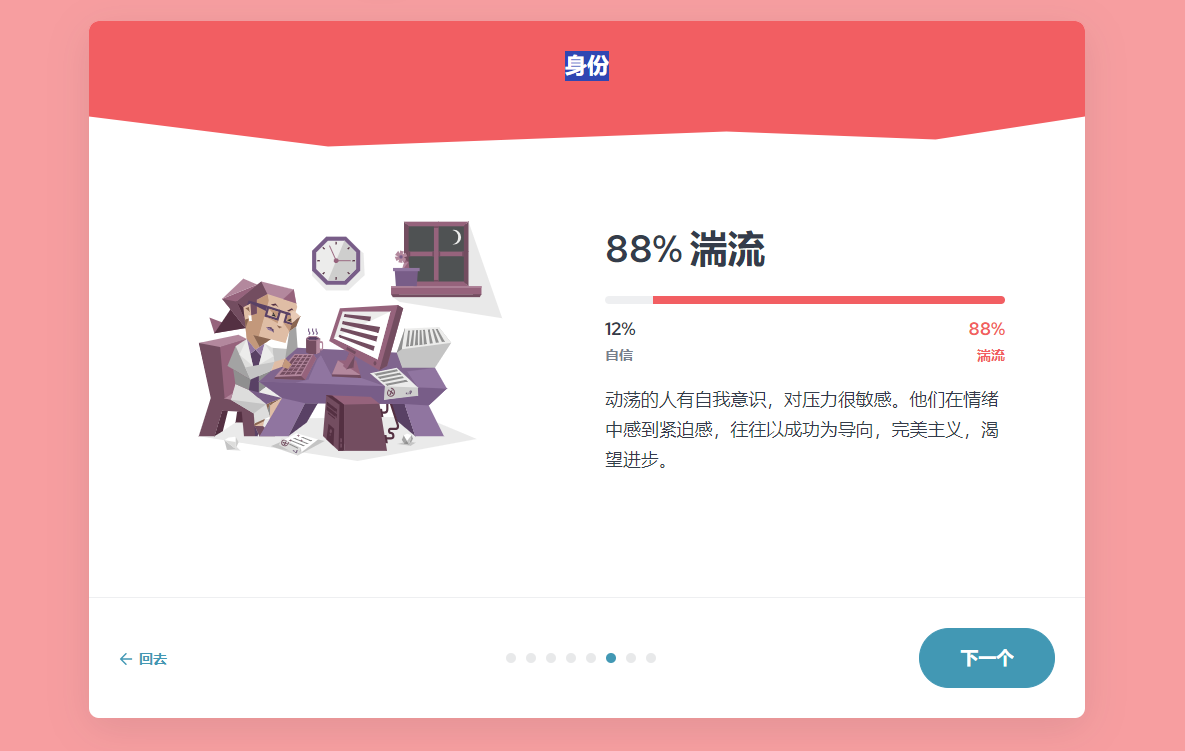 身份
88% 湍流
12%
88%
自信
湍流
动荡的人有自我意识，对压力很敏感。他们在情绪
中感到紧迫感，往往以成功为导向，完美主义，渴
望进步。
回去
下一个